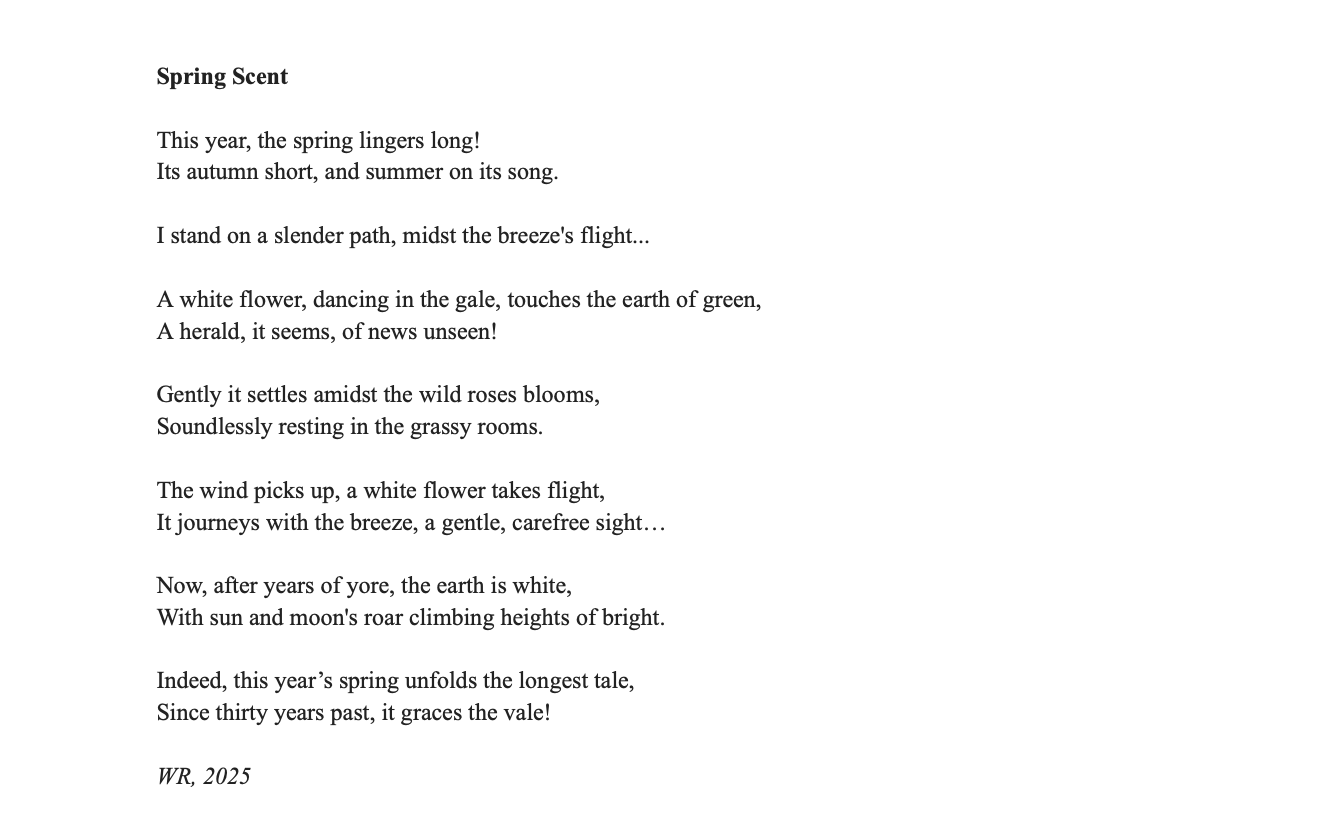 Spring Scent
This year, the spring lingers long!
Its autumn short, and summer on its song.
I stand on a slender path, midst the breeze's flight...
A white flower, dancing in the gale, touches the earth of green,
A herald, it seems, of news unseen!
Gently it settles amidst the wild roses blooms,
Soundlessly resting in the grassy rooms.
The wind picks up, a white flower takes flight,
It journeys with the breeze, a gentle, carefree sight…
Now, after years of yore, the earth is white,
With sun and moon's roar climbing heights of bright.
Indeed, this year’s spring unfolds the longest tale,
Since thirty years past, it graces the vale!
WR, 2025